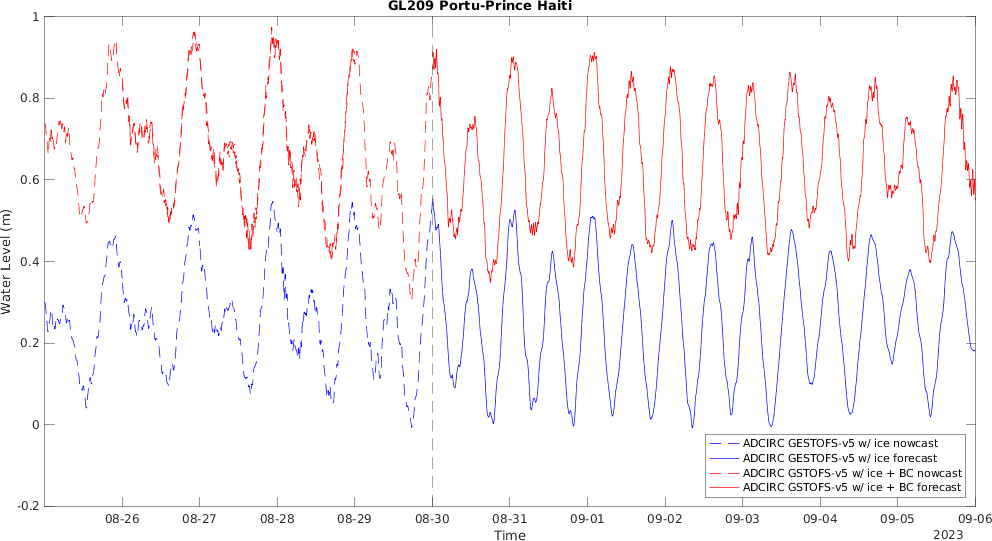 GL209 Portu-Prince Haiti
1
0.8
0.6
0.4
0.2
0
-0.2
Water Level (m)
08-26 08-27 08-28 08-29 08-30 08-31 09-01 09-02 09-03 09-04 09-05 09-06
Time
2023
ADCIRC GESTOFS-v5 w/ ice nowcast
ADCIRC GESTOFS-v5 w/ ice forecast
ADCIRC GSTOFS-v5 w/ ice + BC nowcast
ADCIRC GSTOFS-v5 w/ ice + BC forecast